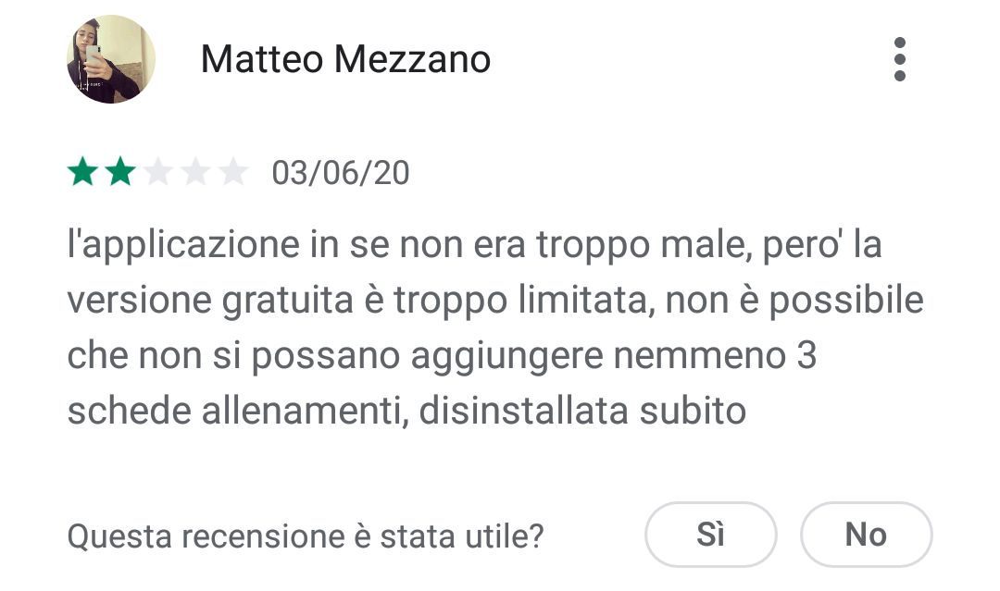 Matteo Mezzano
03/06/20
l'applicazione in se non era troppo male, pero' la
versione gratuita è troppo limitata, non è possibile
che non si possano aggiungere nemmeno 3
schede allenamenti, disinstallata subito
Questa recensione è stata utile?
Sì
No